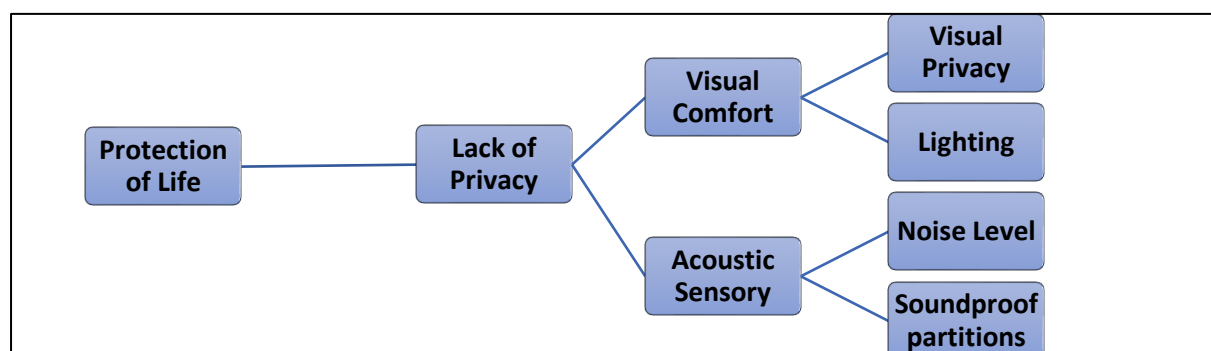 Protection
of Life
Lack of
Privacy
Visual
Comfort
Acoustic
Sensory
Visual
Privacy
Lighting
Noise Level
Soundproof
partitions